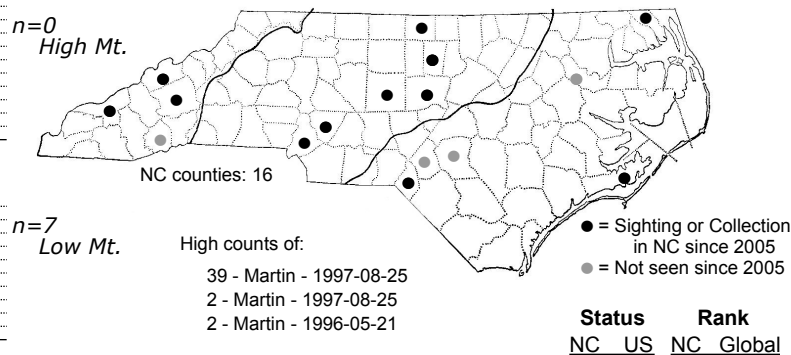 n=0
High Mt.
NC counties: 16
n=7
Low Mt.
High counts of:
39 - Martin - 1997-08-25
2 - Martin - 1997-08-25
2 - Martin - 1996-05-21
= Sighting or Collection
in NC since 2005
= Not seen since 2005
Status Rank
NC US NC Global